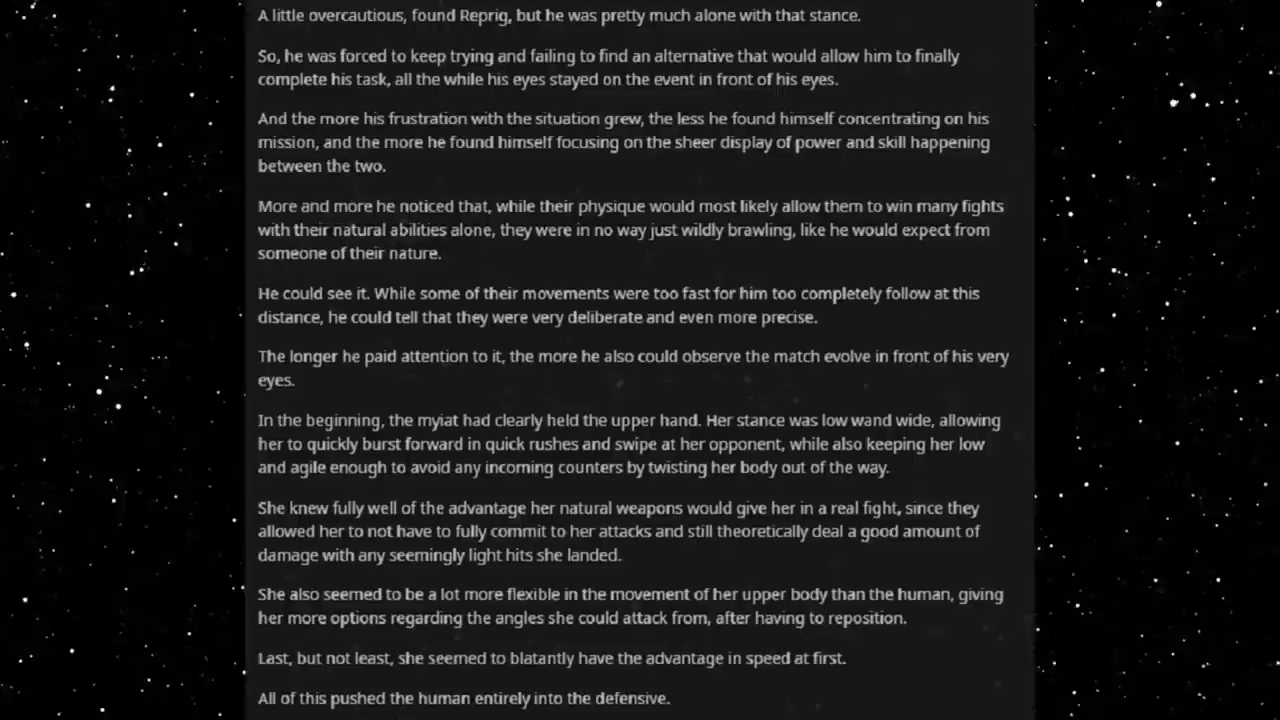 A little overcautious, found Reprig, but he was pretty much alone with that stance.
So, he was forced to keep trying and failing to find an alternative that would allow him to finally
complete his task, all the while his eyes stayed on the event in front of his eyes.
And the more his frustration with the situation grew, the less he found himself concentrating on his
mission, and the more he found himself focusing on the sheer display of power and skill happening
between the two.
More and more he noticed that, while their physique would most likely allow them to win many fights
with their natural abilities alone, they were in no way just wildly brawling, like he would expect from
someone of their nature.
He could see it. While some of their movements were too fast for him too completely follow at this
distance, he could tell that they were very deliberate and even more precise.
The longer he paid attention to it, the more he also could observe the match evolve in front of his very
eyes.
In the beginning, the myiat had clearly held the upper hand. Her stance was low wand wide, allowing
her to quickly burst forward in quick rushes and swipe at her opponent, while also keeping her low
and agile enough to avoid any incoming counters by twisting her body out of the way.
She knew fully well of the advantage her natural weapons would give her in a real fight, since they
allowed her to not have to fully commit to her attacks and still theoretically deal a good amount of
damage with any seemingly light hits she landed.
She also seemed to be a lot more flexible in the movement of her upper body than the human, giving
her more options regarding the angles she could attack from, after having to reposition.
Last, but not least, she seemed to blatantly have the advantage in speed at first.
All of this pushed the human entirely into the defensive.